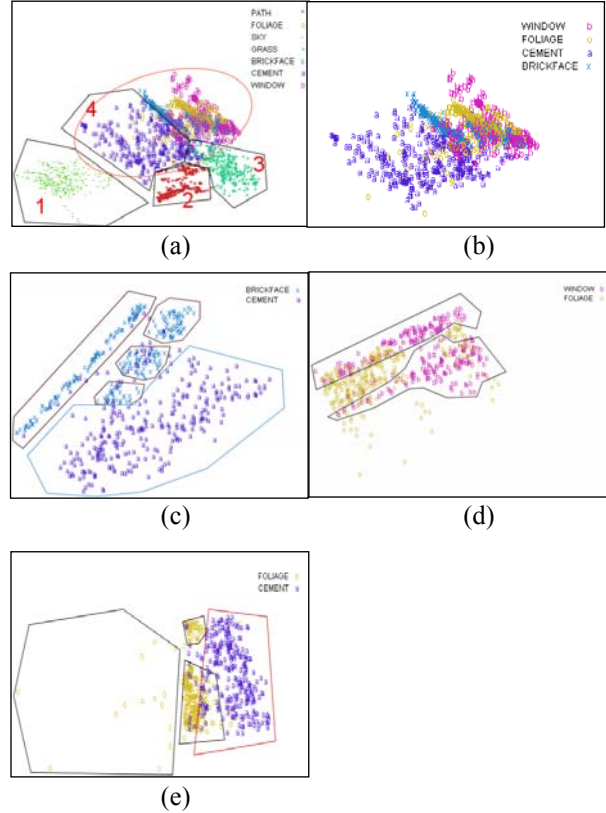 PATH
FOLIAGE
SKY
GRASS
BRICKFACE
CEMENT
WINDOW
4
3
1
2
(a)
WINDOW b
FOLIAGE o
CEMENT a
BRICKFACE x
(b)
BRICKFACE x
CEMENT a
(c)
WINDOW
FOLIAGE
(d)
FOLIAGE
CEMENT
(e)